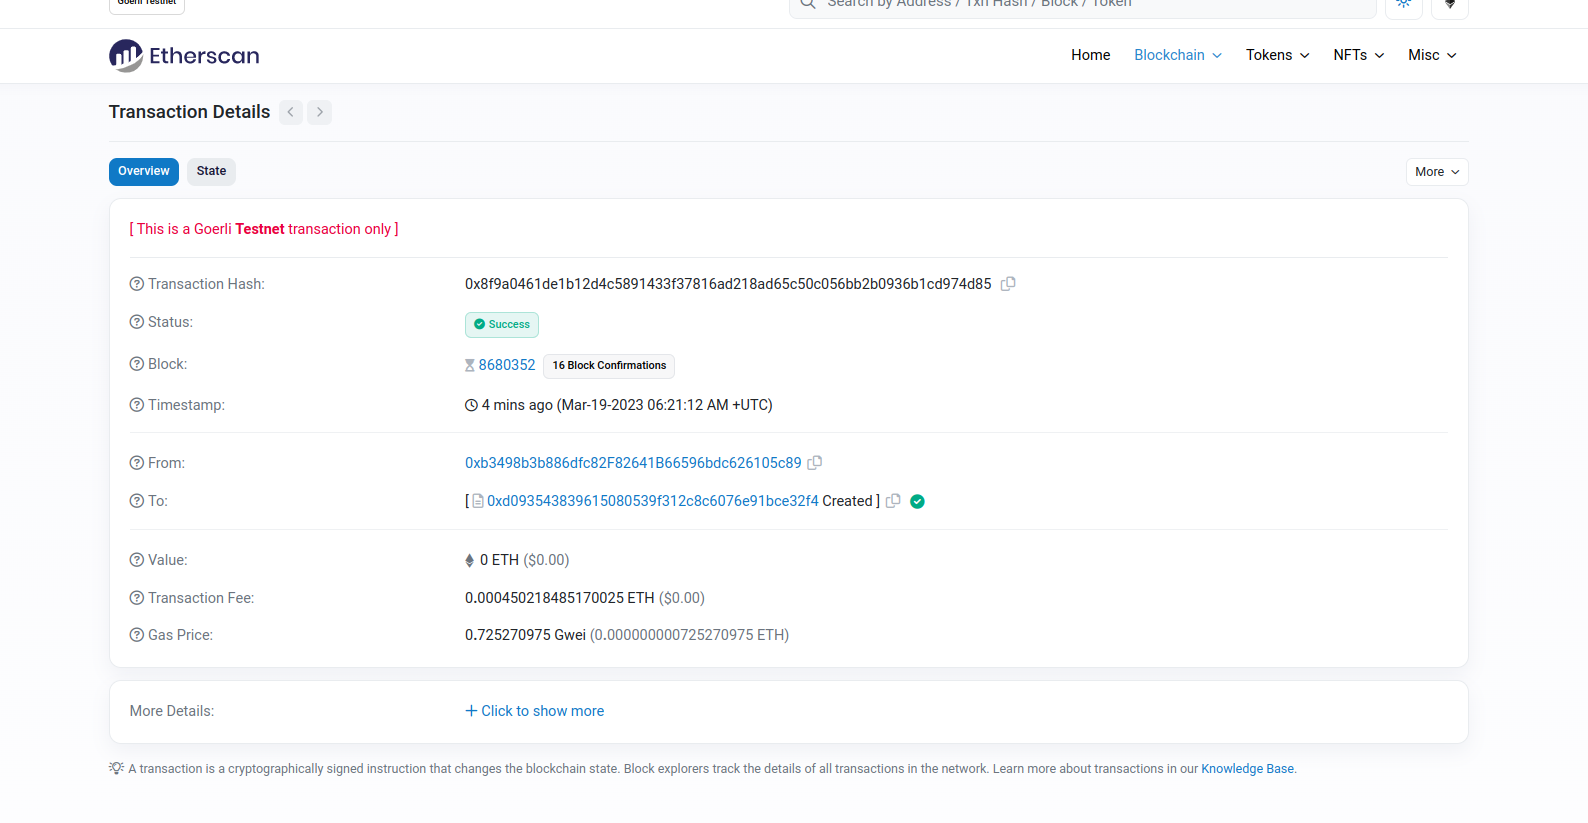 Goerli Testnet
Search by Address / Txn Hash / Block / Token
Etherscan
Home Blockchain Tokens NFTs Misc
Transaction Details
Overview State More
[ This is a Goerli Testnet transaction only ]
Transaction Hash: 0x8f9a0461de1b12d4c5891433f37816ad218ad65c50c056bb2b0936b1cd974d85
Status: Success
Block: 8680352 16 Block Confirmations
Timestamp: 4 mins ago (Mar-19-2023 06:21:12 AM +UTC)
From: 0xb3498b3b886dfc82F82641B66596bdc626105c89
To: [ 0xd093543839615080539f312c8c6076e91bce32f4 Created ]
Value: 0 ETH ($0.00)
Transaction Fee: 0.000450218485170025 ETH ($0.00)
Gas Price: 0.725270975 Gwei (0.000000000725270975 ETH)
More Details: + Click to show more
A transaction is a cryptographically signed instruction that changes the blockchain state. Block explorers track the details of all transactions in the network. Learn more about transactions in our Knowledge Base.